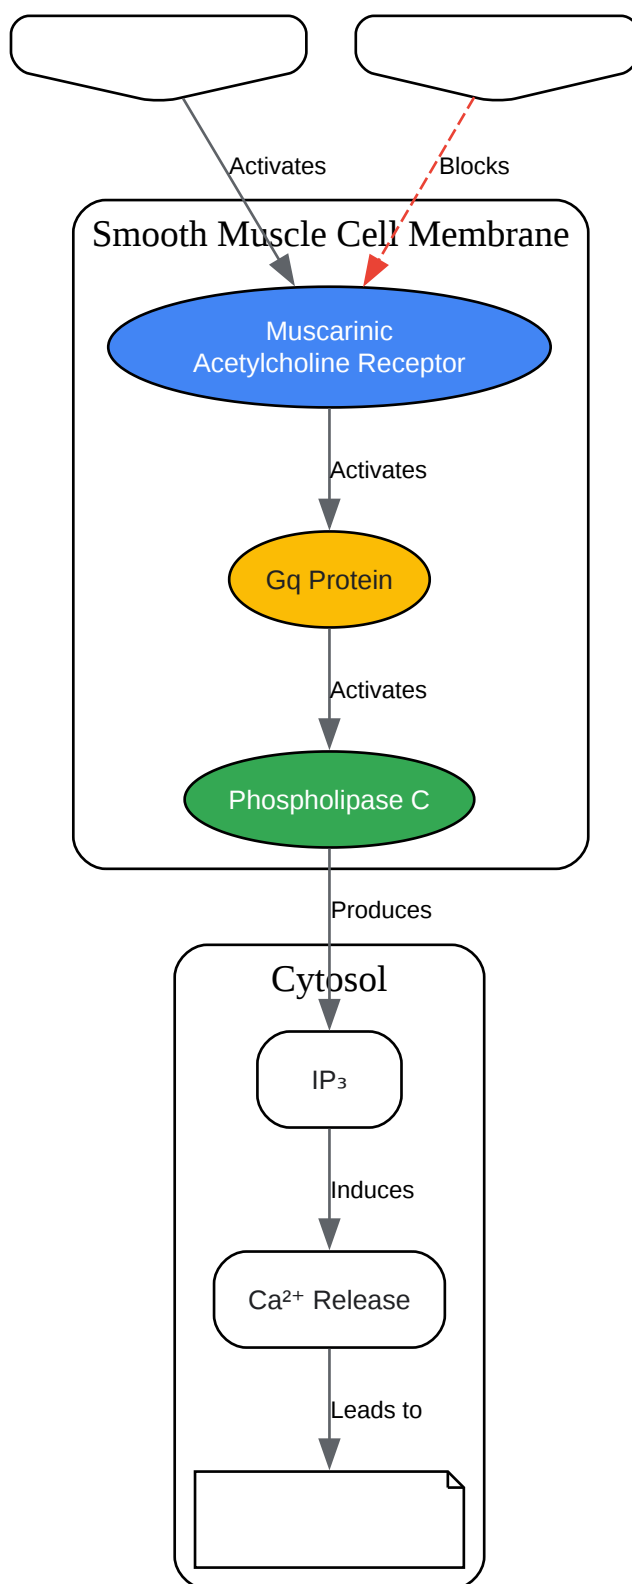 Activates
Blocks
Smooth Muscle Cell Membrane
Muscarinic
Acetylcholine Receptor
Activates
Gq Protein
Activates
Phospholipase C
Produces
Cytosol
IP₃
Induces
Ca²⁺ Release
Leads to